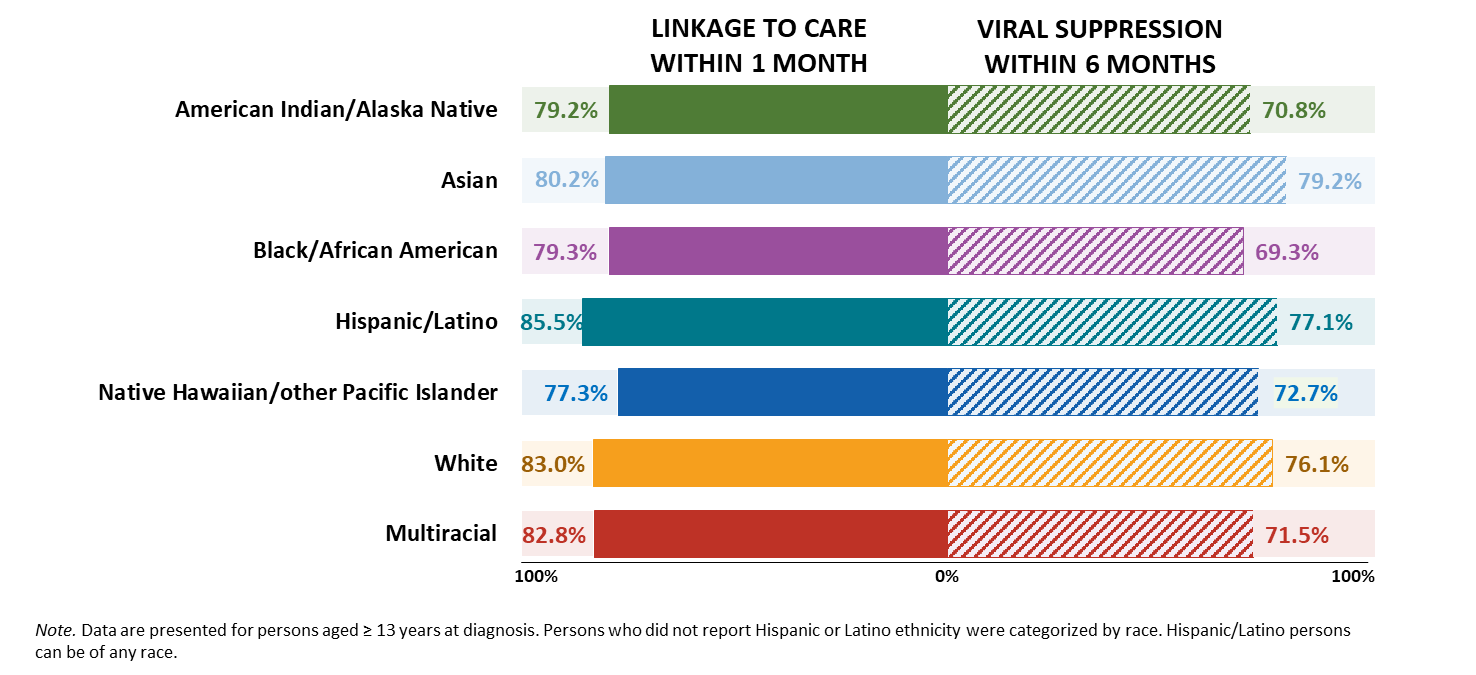 LINKAGE TO CARE
WITHIN 1 MONTH
VIRAL SUPPRESSION
WITHIN 6 MONTHS
American Indian/Alaska Native 79.2% 70.8%
Asian 80.2% 79.2%
Black/African American 79.3% 69.3%
Hispanic/Latino 85.5% 77.1%
Native Hawaiian/other Pacific Islander 77.3% 72.7%
White 83.0% 76.1%
Multiracial 82.8% 71.5%
100% 0% 100%
Note. Data are presented for persons aged ≥ 13 years at diagnosis. Persons who did not report Hispanic or Latino ethnicity were categorized by race. Hispanic/Latino persons
can be of any race.